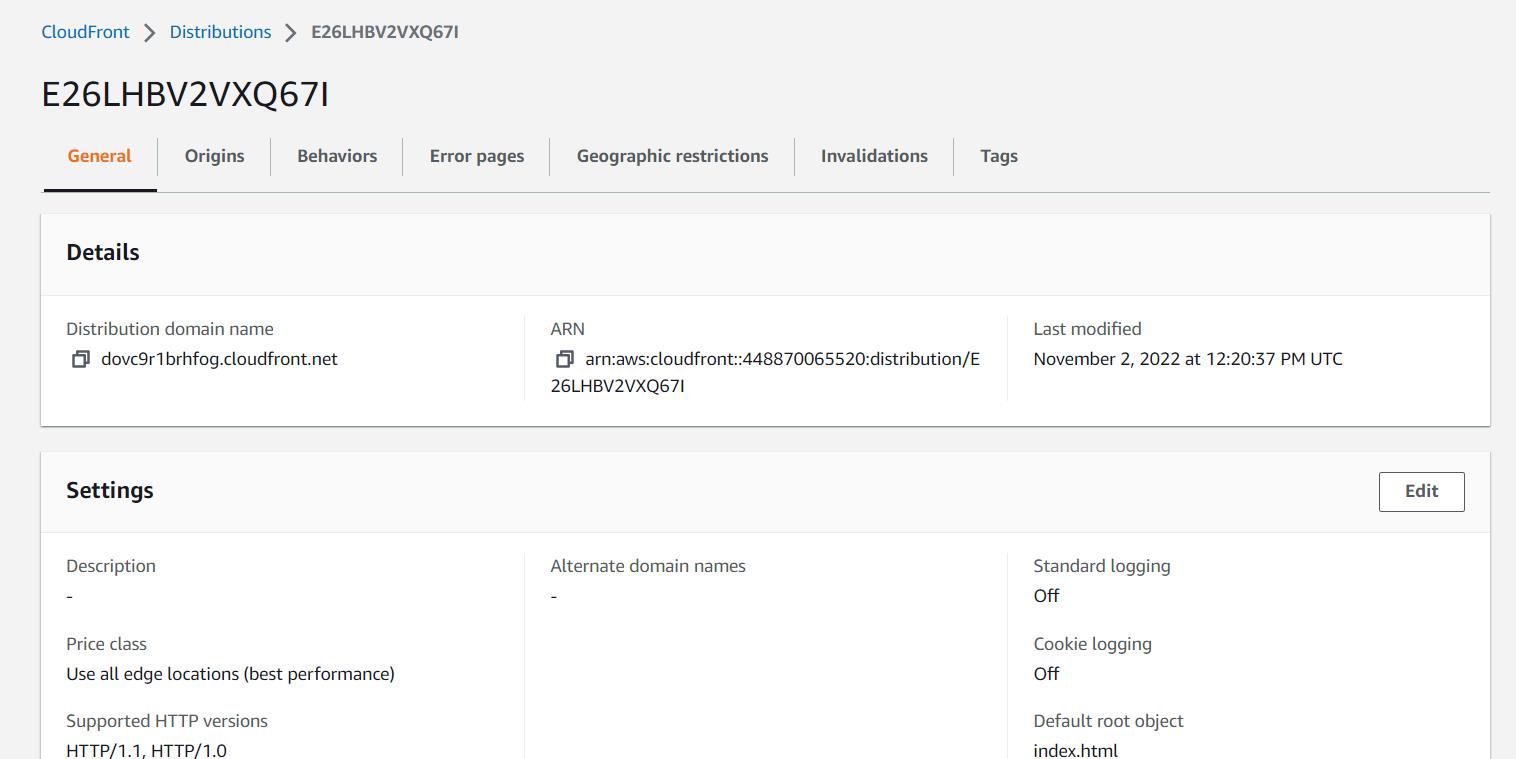 CloudFront > Distributions > E26LHBV2VXQ67I
E26LHBV2VXQ67I
General Origins Behaviors Error pages Geographic restrictions Invalidations Tags
Details
Distribution domain name
dovc9r1brhfog.cloudfront.net
ARN
arn:aws:cloudfront::448870065520:distribution/E
26LHBV2VXQ67I
Last modified
November 2, 2022 at 12:20:37 PM UTC
Settings
Edit
Description
-
Price class
Use all edge locations (best performance)
Supported HTTP versions
HTTP/1.1, HTTP/1.0
Alternate domain names
-
Standard logging
Off
Cookie logging
Off
Default root object
index.html